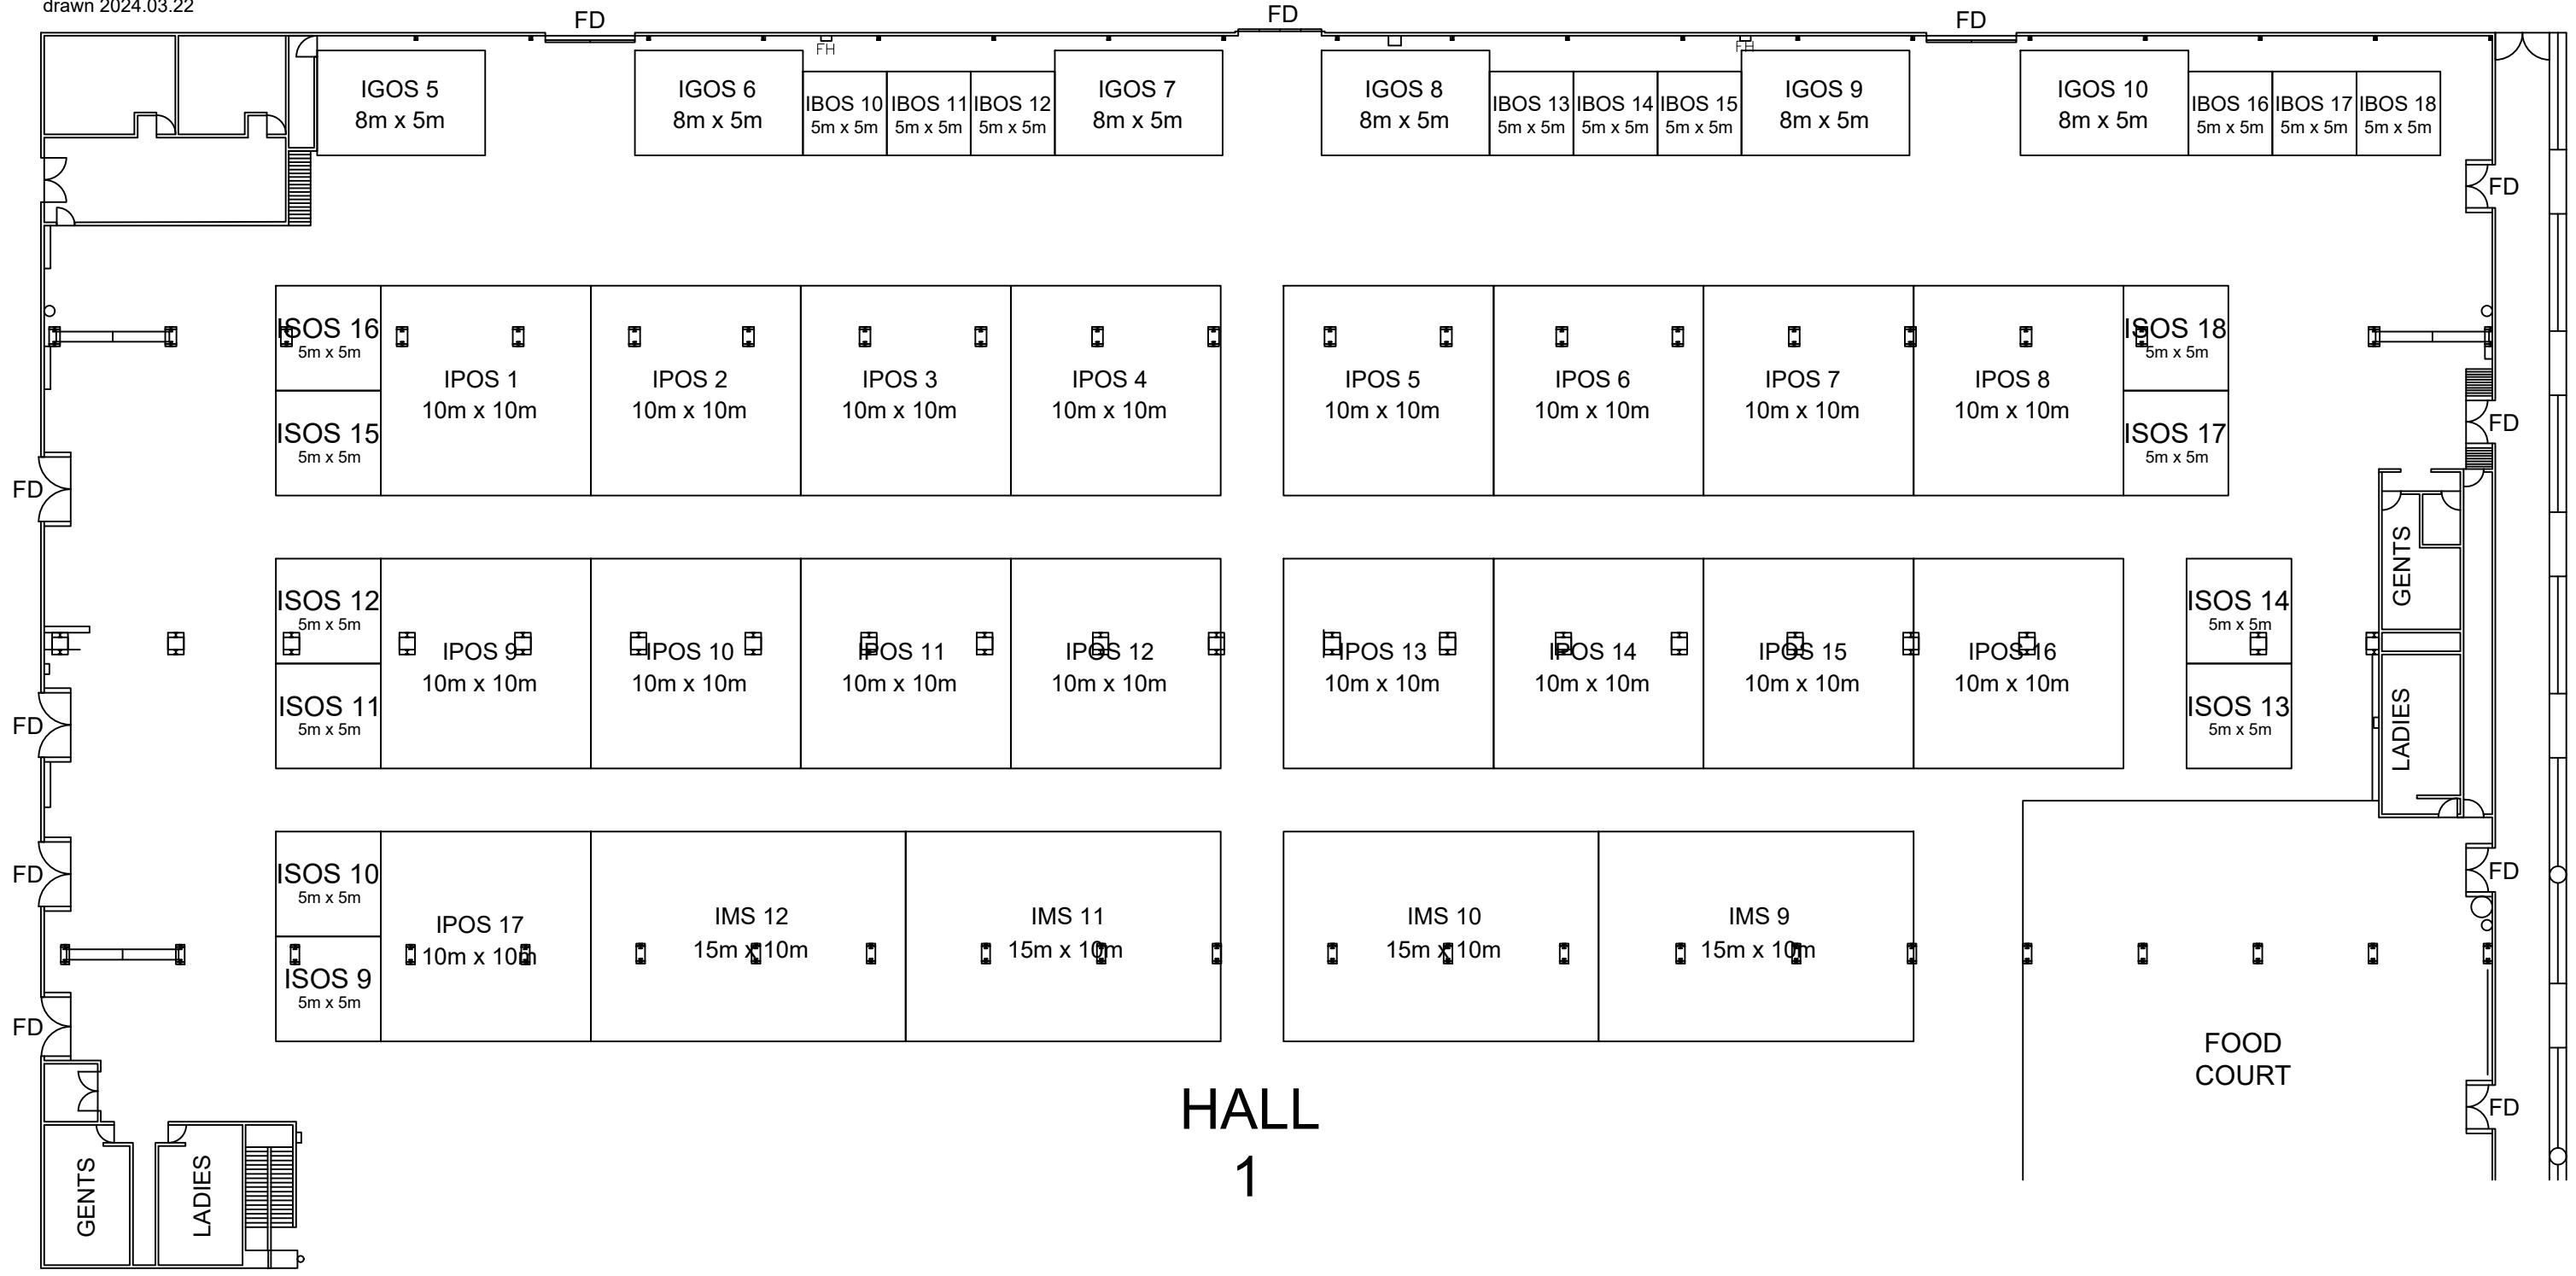 drawn 2024.03.22
FD
FD
FD
FH
FH
IGOS 5
8m x 5m
IGOS 6
8m x 5m
IBOS 10
5m x 5m
IBOS 11
5m x 5m
IBOS 12
5m x 5m
IGOS 7
8m x 5m
IGOS 8
8m x 5m
IBOS 13
5m x 5m
IBOS 14
5m x 5m
IBOS 15
5m x 5m
IGOS 9
8m x 5m
IGOS 10
8m x 5m
IBOS 16
5m x 5m
IBOS 17
5m x 5m
IBOS 18
5m x 5m
FD
ISOS 16
5m x 5m
ISOS 15
5m x 5m
IPOS 1
10m x 10m
IPOS 2
10m x 10m
IPOS 3
10m x 10m
IPOS 4
10m x 10m
IPOS 5
10m x 10m
IPOS 6
10m x 10m
IPOS 7
10m x 10m
IPOS 8
10m x 10m
ISOS 18
5m x 5m
ISOS 17
5m x 5m
FD
FD
ISOS 12
5m x 5m
ISOS 11
5m x 5m
IPOS 9
10m x 10m
IPOS 10
10m x 10m
IPOS 11
10m x 10m
IPOS 12
10m x 10m
IPOS 13
10m x 10m
IPOS 14
10m x 10m
IPOS 15
10m x 10m
IPOS 16
10m x 10m
ISOS 14
5m x 5m
ISOS 13
5m x 5m
GENTS
LADIES
FD
FD
ISOS 10
5m x 5m
ISOS 9
5m x 5m
IPOS 17
10m x 10m
IMS 12
15m x 10m
IMS 11
15m x 10m
IMS 10
15m x 10m
IMS 9
15m x 10m
FD
FD
FOOD
COURT
FD
HALL
1
GENTS
LADIES